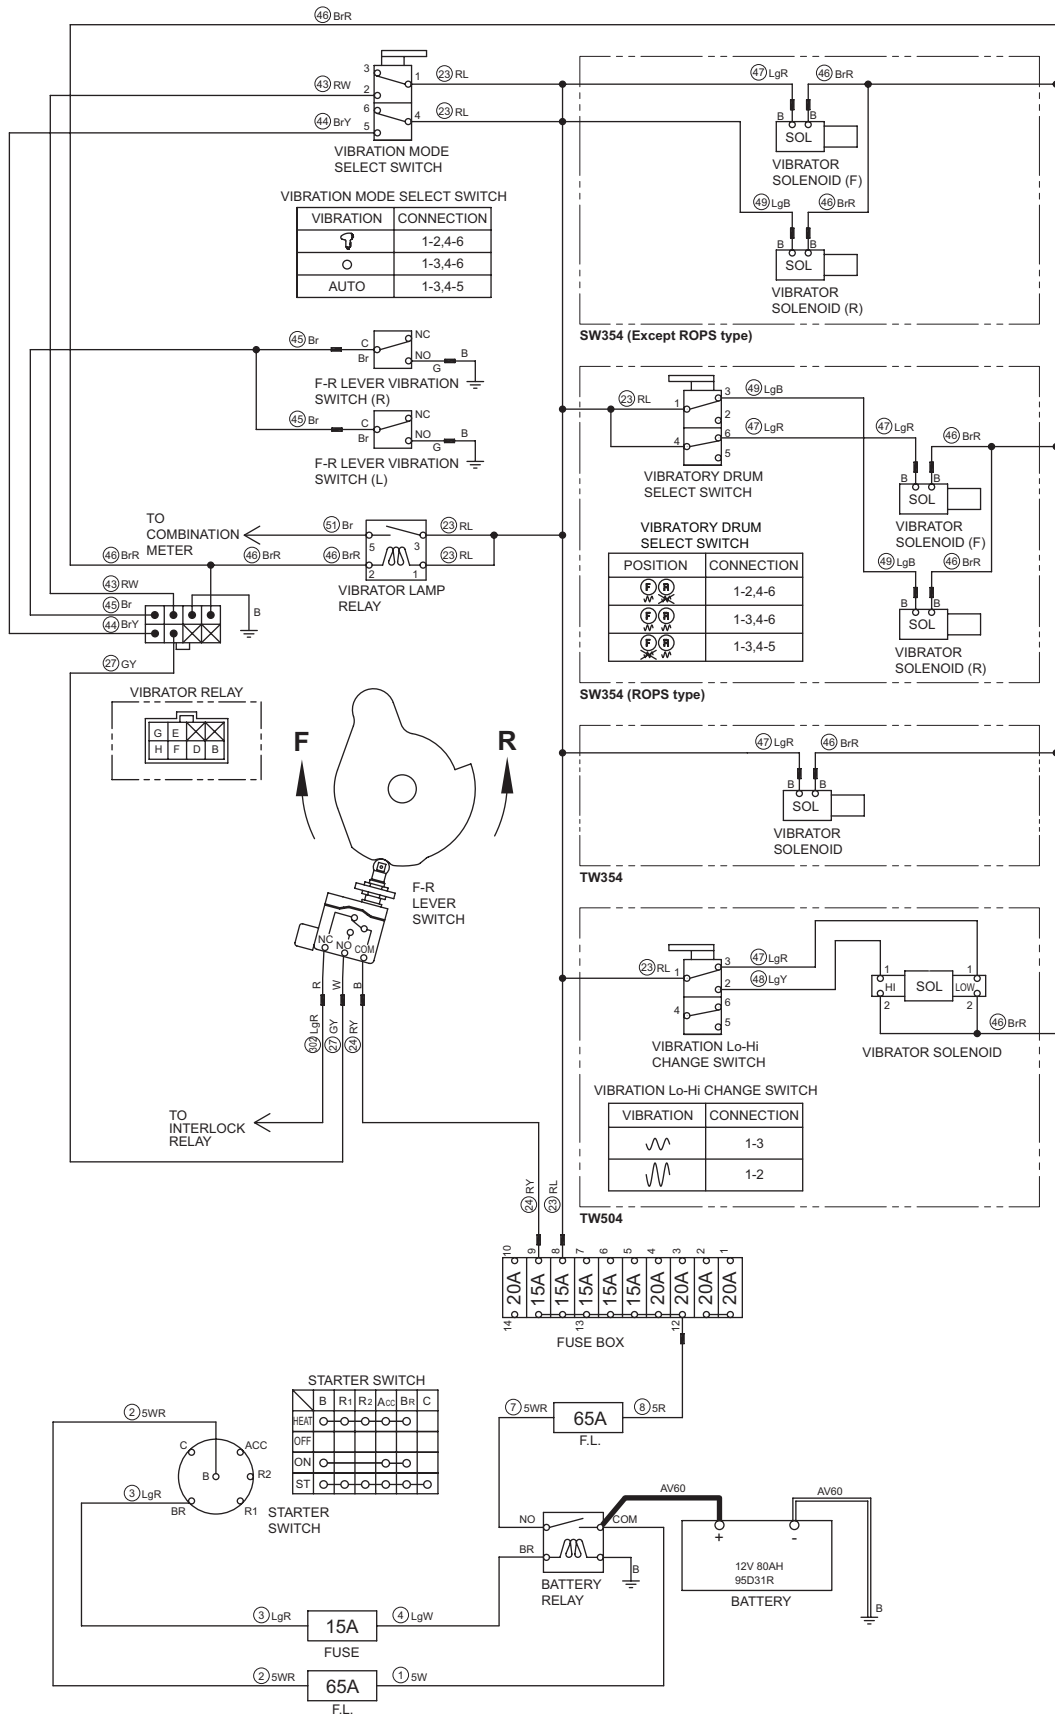 46 BrR
3
1
23 RL
43 RW
2
6
4
23 RL
44 BrY
5
VIBRATION MODE
SELECT SWITCH
VIBRATION MODE SELECT SWITCH
VIBRATION CONNECTION
1-2,4-6
1-3,4-6
AUTO 1-3,4-5
47 LgR
46 BrR
B B
SOL
VIBRATOR
SOLENOID (F)
49 LgB
46 BrR
B B
SOL
VIBRATOR
SOLENOID (R)
SW354 (Except ROPS type)
45 Br
C
Br
NC
NO
G
B
F-R LEVER VIBRATION
SWITCH (R)
45 Br
C
Br
NC
NO
G
B
F-R LEVER VIBRATION
SWITCH (L)
23 RL
1
3
2
4
6
5
49 LgB
47 LgR
47 LgR
46 BrR
VIBRATORY DRUM
SELECT SWITCH
B B
SOL
VIBRATOR
SOLENOID (F)
VIBRATORY DRUM
SELECT SWITCH
POSITION CONNECTION
F R 1-2,4-6
F R 1-3,4-6
F R 1-3,4-5
49 LgB
46 BrR
B B
SOL
VIBRATOR
SOLENOID (R)
SW354 (ROPS type)
TO
COMBINATION
METER
51 Br
5
3
23 RL
46 BrR
46 BrR
46 BrR
2
1
23 RL
VIBRATOR LAMP
RELAY
43 RW
45 Br
44 BrY
B
27 GY
VIBRATOR RELAY
G E
H F D B
F
R
F-R
LEVER
SWITCH
NC NO COM
R W B
302 LgR
27 GY
24 RY
TO
INTERLOCK
RELAY
47 LgR
46 BrR
B B
SOL
VIBRATOR
SOLENOID
TW354
23 RL
1
3
2
4
6
5
47 LgR
48 LgY
VIBRATION Lo-Hi
CHANGE SWITCH
1 1
HI SOL LOW
2 2
46 BrR
VIBRATOR SOLENOID
VIBRATION Lo-Hi CHANGE SWITCH
VIBRATION CONNECTION
1-3
1-2
TW504
24 RY
23 RL
10 9 8 7 6 5 4 3 2 1
20A 15A 15A 15A 15A 15A 20A 20A 20A 20A
14 13 12
FUSE BOX
STARTER SWITCH
B R1 R2 ACC BR C
HEAT
OFF
ON
ST
7 5WR
65A
F.L.
8 5R
2 5WR
C ACC
B R2
BR R1
3 LgR
STARTER
SWITCH
NO COM
BR
B
BATTERY
RELAY
AV60
AV60
+ -
12V 80AH
95D31R
BATTERY
B
3 LgR
15A
FUSE
4 LgW
2 5WR
65A
F.L.
1 5W